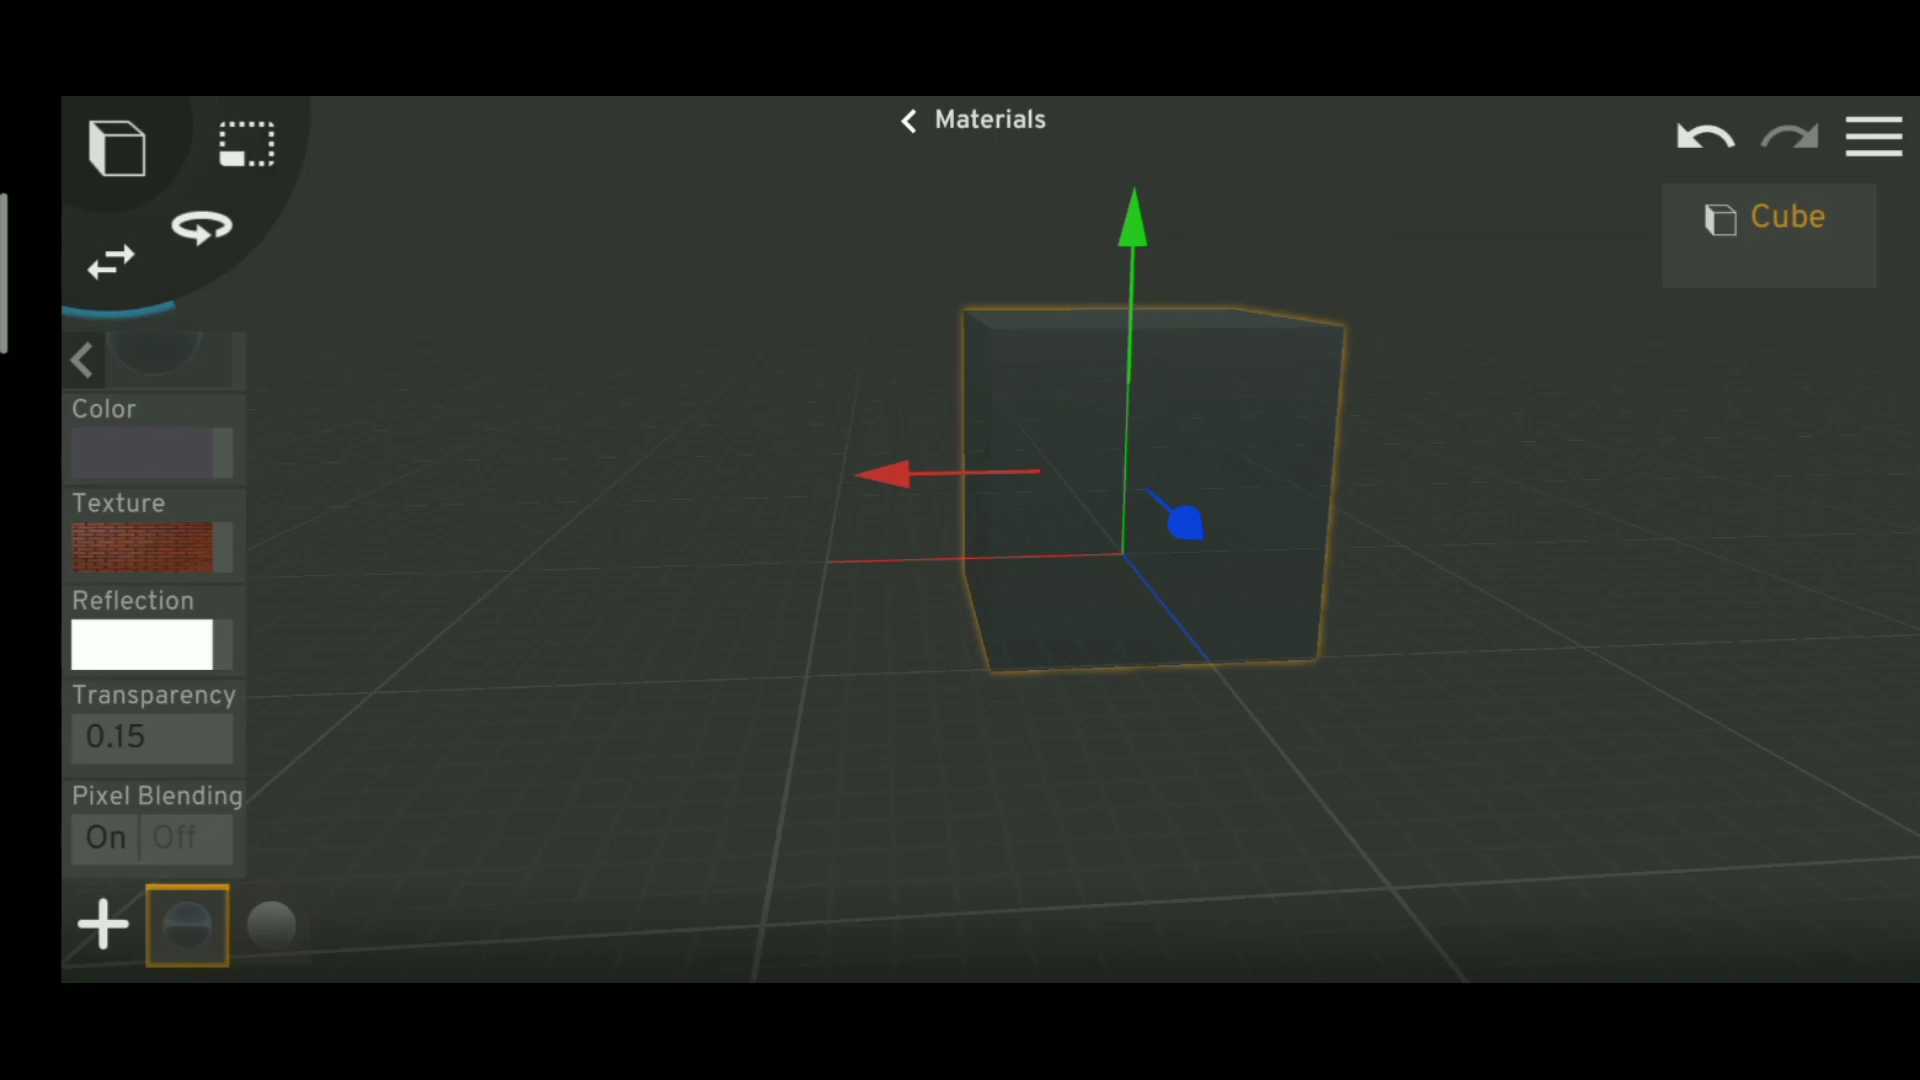 Materials
Cube
Color
Texture
Reflection
Transparency
0.15
Pixel Blending
On Off